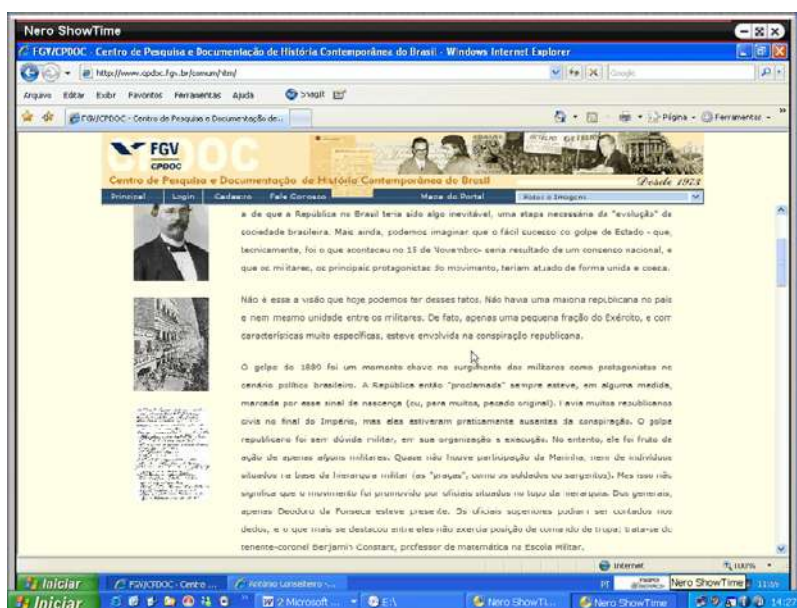 Nero ShowTime
FGV/CPDOC - Centro de Pesquisa e Documentação de História Contemporânea do Brasil - Windows Internet Explorer
http://www.cpdoc.fgv.br/comum/htm/
Google
Arquivo Editar Exibir Favoritos Ferramentas Ajuda SnagIt
FGV/CPDOC - Centro de Pesquisa e Documentação de...
Página Ferramentas
FGV
CPDOC
Centro de Pesquisa e Documentação de História Contemporânea do Brasil
Desde 1973
Principal Login Cadastro Fale Conosco Mapa do Portal
a de que a República no Brasil teria sido algo inevitável, uma etapa necessária da "evolução" da
sociedade brasileira. Mais ainda, podemos imaginar que o fácil sucesso do golpe de Estado - que,
tecnicamente, foi o que aconteceu no 15 de Novembro- seria resultado de um consenso nacional, e
que os militares, os principais protagonistas do movimento, teriam atuado de forma unida e coesa.
Não é essa a visão que hoje podemos ter desses fatos. Não havia uma maioria republicana no país
e nem mesmo unidade entre os militares. De fato, apenas uma pequena fração do Exército, e com
características muito específicas, esteve envolvida na conspiração republicana.
O golpe de 1889 foi um momento chave no surgimento dos militares como protagonistas no
cenário político brasileiro. A República então "proclamada" sempre esteve, em alguma medida,
marcada por esse sinal de nascença (ou, para muitos, pecado original). Havia muitos republicanos
civis no final do Império, mas eles estiveram praticamente ausentes da conspiração. O golpe
republicano foi sem dúvida militar, em sua organização e execução. No entanto, ele foi fruto da
ação de apenas alguns militares. Quase não houve participação da Marinha, nem de indivíduos
situados na base da hierarquia militar (as "praças", como os soldados ou sargentos). Mas isso não
significa que o movimento foi promovido por oficiais situados no topo da hierarquia. Dos generais,
apenas Deodoro da Fonseca esteve presente. Os oficiais superiores podiam ser contados nos
dedos, e o que mais se destacou entre eles não exercia posição de comando de tropa: trata-se do
tenente-coronel Benjamin Constant, professor de matemática na Escola Militar.
Internet 100%
Iniciar FGV/CPDOC - Centro ... Antônio Conselheiro -... PT Nero ShowTime
Iniciar 2 Microsoft ... E:\ Nero ShowTi... Nero ShowTime 14:27